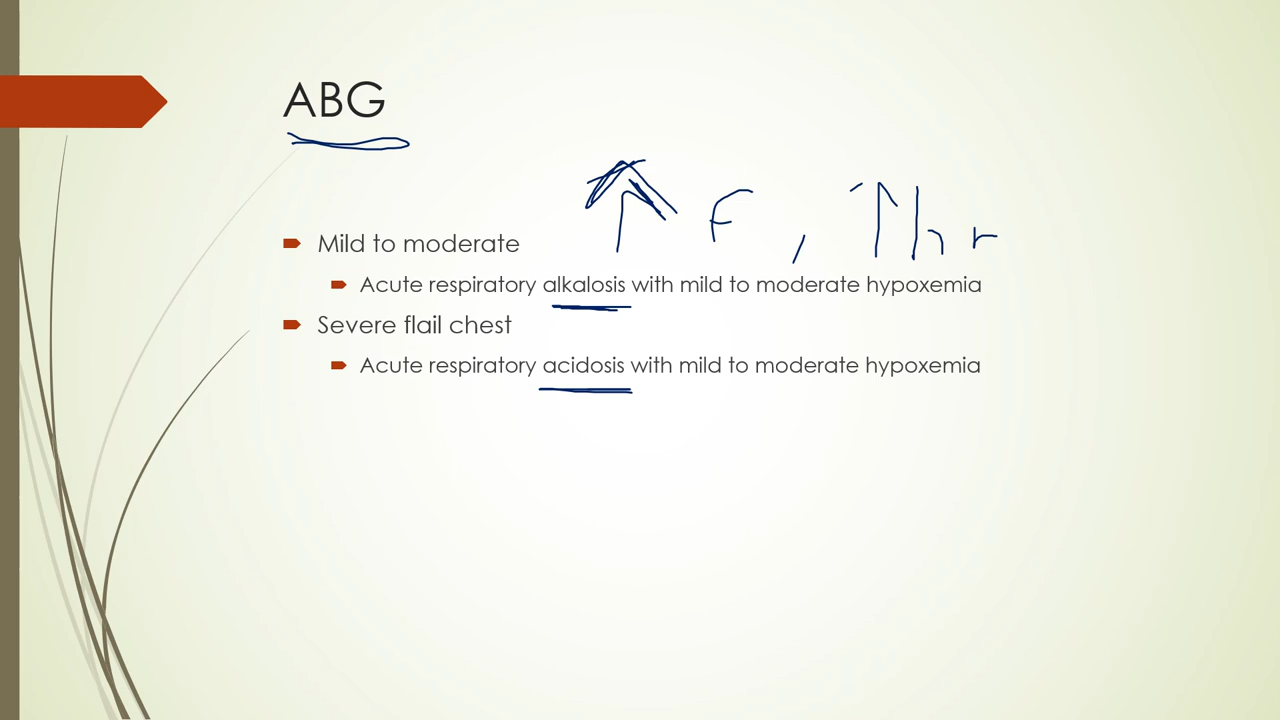 ABG
↑ F, ↑ hr
Mild to moderate
Acute respiratory alkalosis with mild to moderate hypoxemia
Severe flail chest
Acute respiratory acidosis with mild to moderate hypoxemia